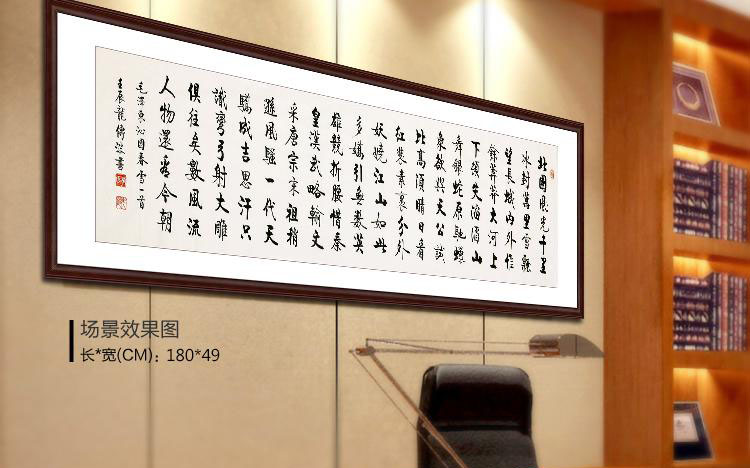 北國風光千里
冰封萬里雪飄
望長城內外惟
餘莽莽大河上
下頓失滔滔山
舞銀蛇原馳蠟
象欲與天公試
比高須晴日看
紅裝素裹分外
妖嬈江山如此
多嬌引無數英
雄競折腰惜秦
皇漢武略輸文
采唐宗宋祖稍
遜風騷一代天
驕成吉思汗只
識彎弓射大雕
俱往矣數風流
人物還看今朝
毛澤東沁園春雪一首
壬辰龍書
场景效果图
长*宽(CM)：180*49